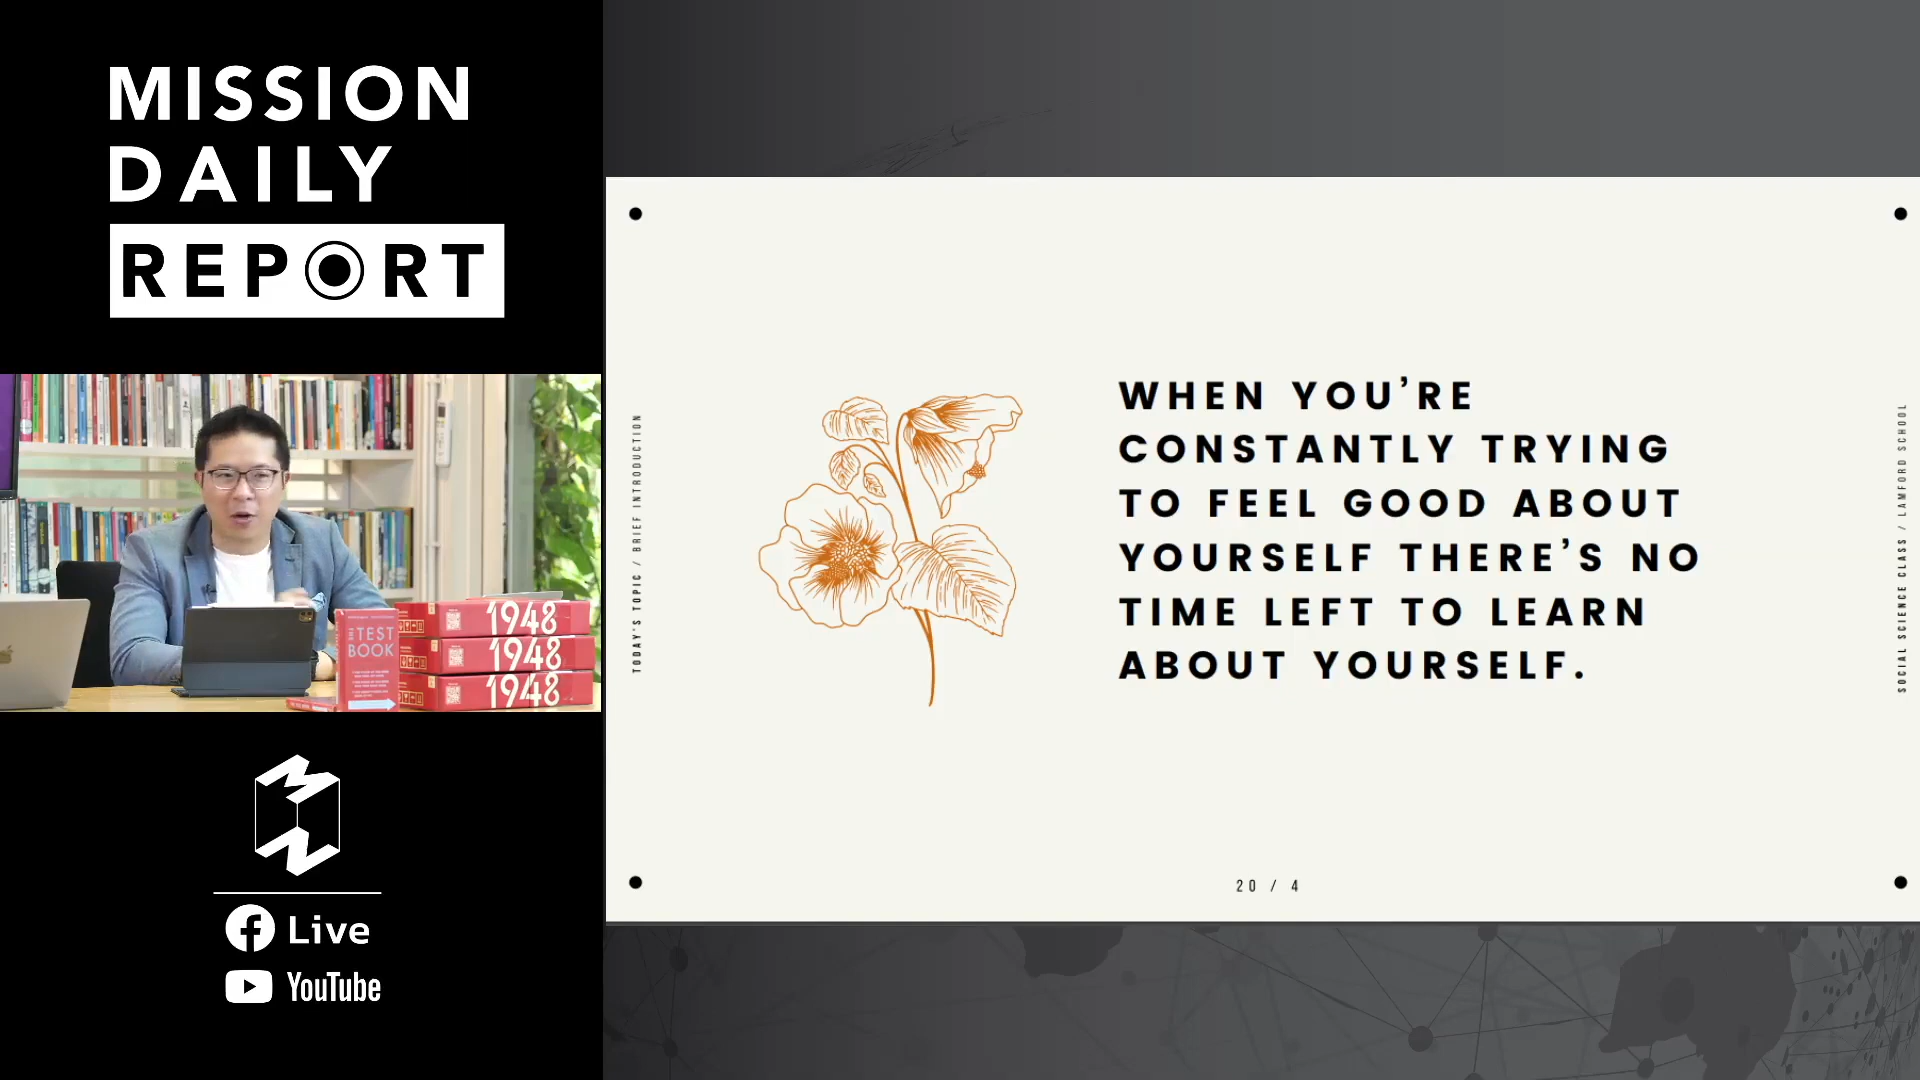 MISSION
DAILY
REPORT
1948
1948
1948
THE TEST
BOOK
Live
YouTube
TODAY'S TOPIC / BRIEF INTRODUCTION
WHEN YOU’RE
CONSTANTLY TRYING
TO FEEL GOOD ABOUT
YOURSELF THERE’S NO
TIME LEFT TO LEARN
ABOUT YOURSELF.
20 / 4
SOCIAL SCIENCE CLASS / LAMFORD SCHOOL